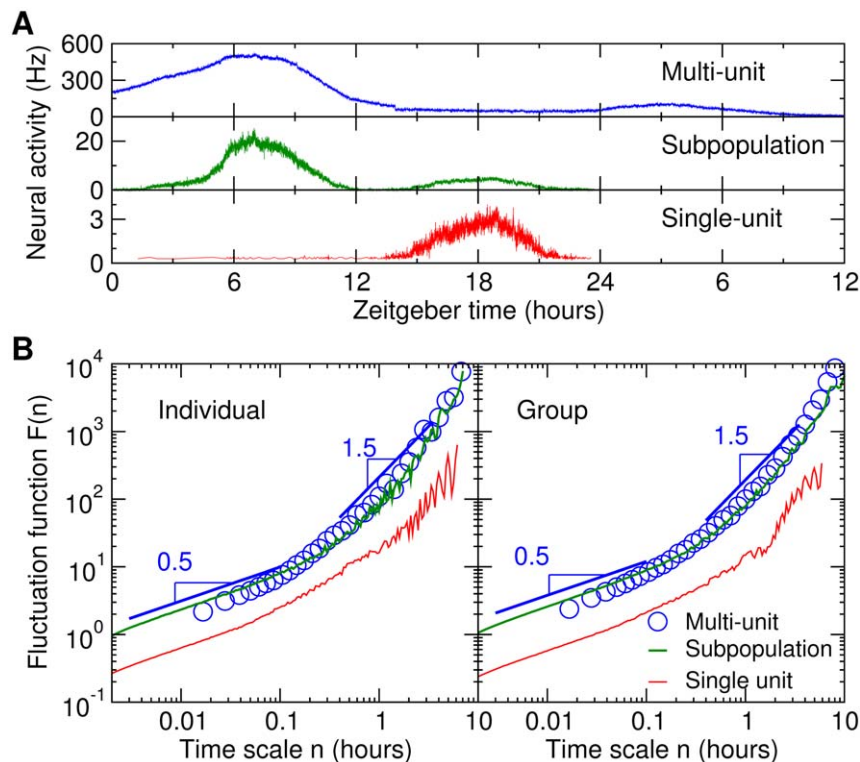 A
Neural activity (Hz)
600
300
0
Multi-unit
20
0
Subpopulation
3
0
Single-unit
0 6 12 18 24 6 12
Zeitgeber time (hours)
B
Fluctuation function F(n)
10^4
10^3
10^2
10^1
10^0
10^-1
Individual
1.5
0.5
0.01 0.1 1 10
Time scale n (hours)
Group
1.5
0.5
Multi-unit
Subpopulation
Single unit
0.01 0.1 1 10
Time scale n (hours)